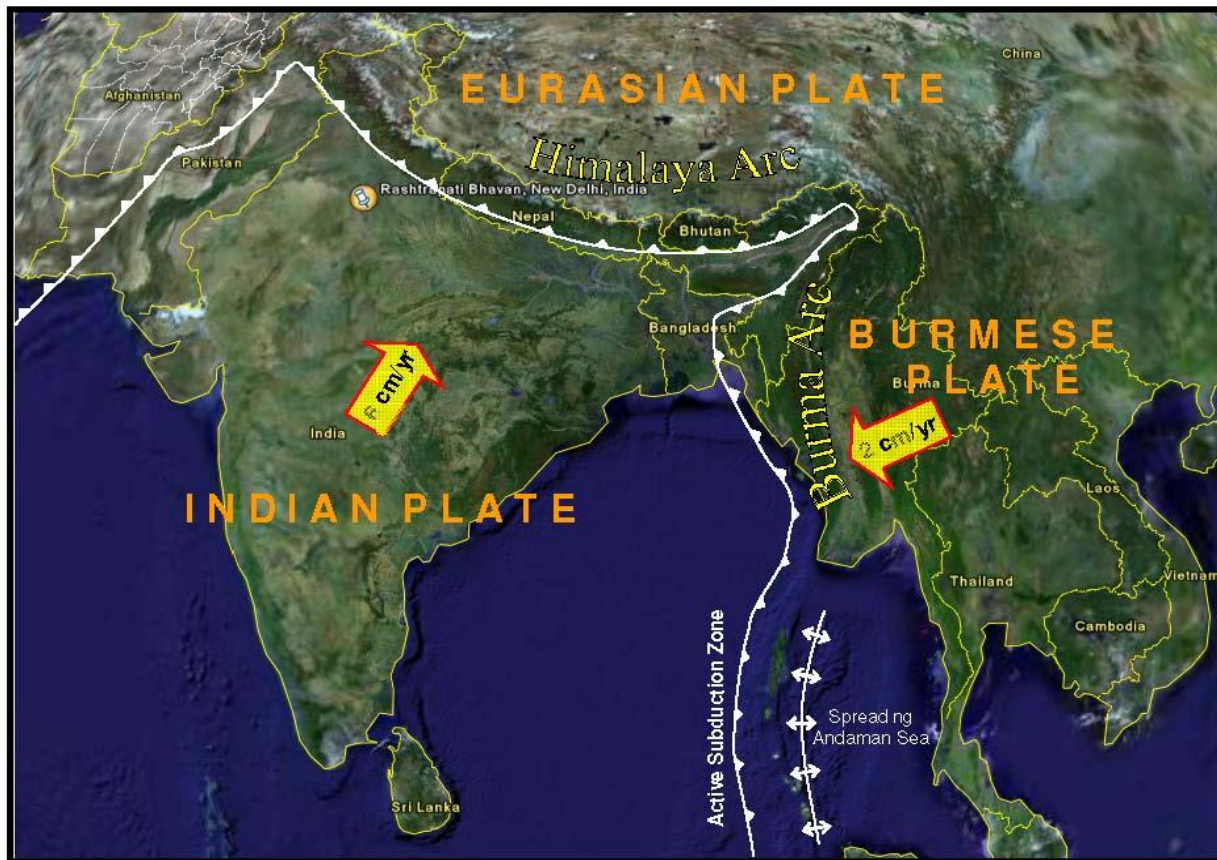 China
EURASIAN PLATE
Afghanistan
Himalaya Arc
Pakistan
Rashtrapati Bhavan, New Delhi, India
Nepal
Bhutan
Bangladesh
Burma Arc
BURMESE
PLATE
Burma
6 cm/yr
India
2 cm/yr
INDIAN PLATE
Laos
Thailand
Vietnam
Cambodia
Active Subduction Zone
Spreading
Andaman Sea
Sri Lanka